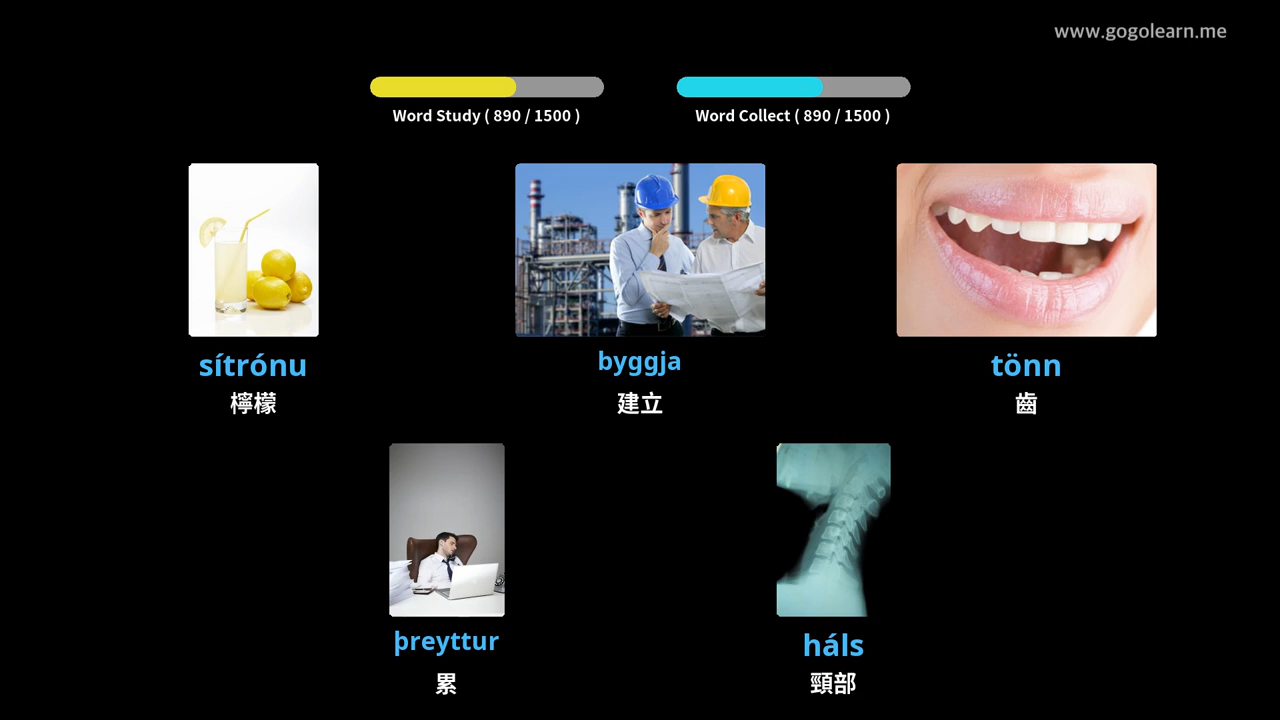 www.gogolearn.me
Word Study ( 890 / 1500 )
Word Collect ( 890 / 1500 )
sítrónu
檸檬
byggja
建立
tönn
齒
þreyttur
累
háls
頸部